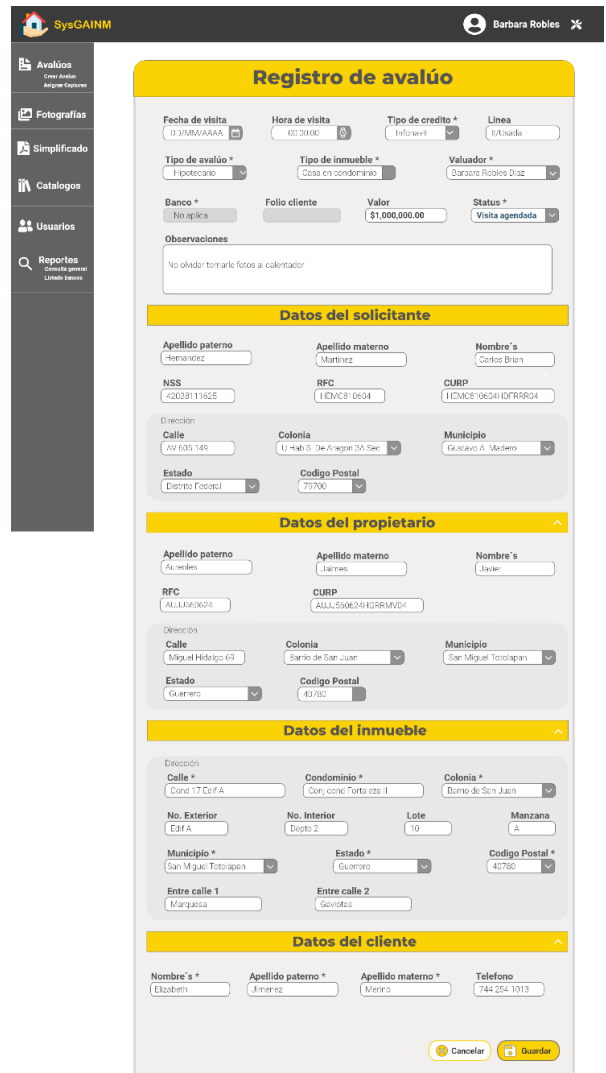 SysGAINM
Barbara Robles
Avalúos
Crear Avalúo
Asignar Capturas
Fotografías
Simplificado
Catalogos
Usuarios
Reportes
Consulta general
Listado bancos
Registro de avalúo
Fecha de visita Hora de visita Tipo de credito * Linea
DD/MM/AAAA 00:00:00 Infonavit II/Usada
Tipo de avalúo * Tipo de inmueble * Valuador *
Hipotecario Casa en condominio Barbara Robles Diaz
Banco * Folio cliente Valor Status *
No aplica $1,000,000.00 Visita agendada
Observaciones
No olvidar tomarle fotos al calentador
Datos del solicitante
Apellido paterno Apellido materno Nombre´s
Hernandez Martinez Carlos Brian
NSS RFC CURP
42028111625 HEMC810604 HEMC810604HDFRRR04
Dirección
Calle Colonia Municipio
AV 605 149 U Hab S. De Aragon 3A Sec Gustavo A. Madero
Estado Codigo Postal
Distrito Federal 79700
Datos del propietario
Apellido paterno Apellido materno Nombre´s
Aureoles Jaimes Javier
RFC CURP
AUJJ560624 AUJJ560624HGRRMV04
Dirección
Calle Colonia Municipio
Miguel Hidalgo 69 Barrio de San Juan San Miguel Totolapan
Estado Codigo Postal
Guerrero 40780
Datos del inmueble
Dirección
Calle * Condominio * Colonia *
Cond 17 Edif A Conj cond Fortaleza II Barrio de San Juan
No. Exterior No. Interior Lote Manzana
Edif A Depto 2 10 A
Municipio * Estado * Codigo Postal *
San Miguel Totolapan Guerrero 40780
Entre calle 1 Entre calle 2
Marquesa Gaviotas
Datos del cliente
Nombre´s * Apellido paterno * Apellido materno * Telefono
Elizabeth Jimenez Merino 744 254 1013
Cancelar Guardar